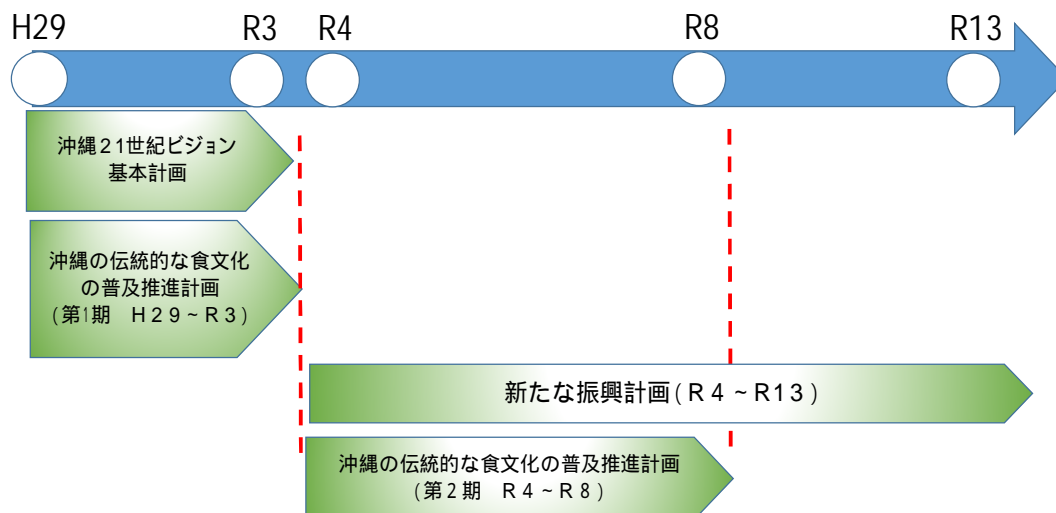 H29
R3
R4
R8
R13
沖縄21世紀ビジョン
基本計画
沖縄の伝統的な食文化
の普及推進計画
(第1期　H29~R3)
新たな振興計画(R4~R13)
沖縄の伝統的な食文化の普及推進計画
(第2期　R4~R8)